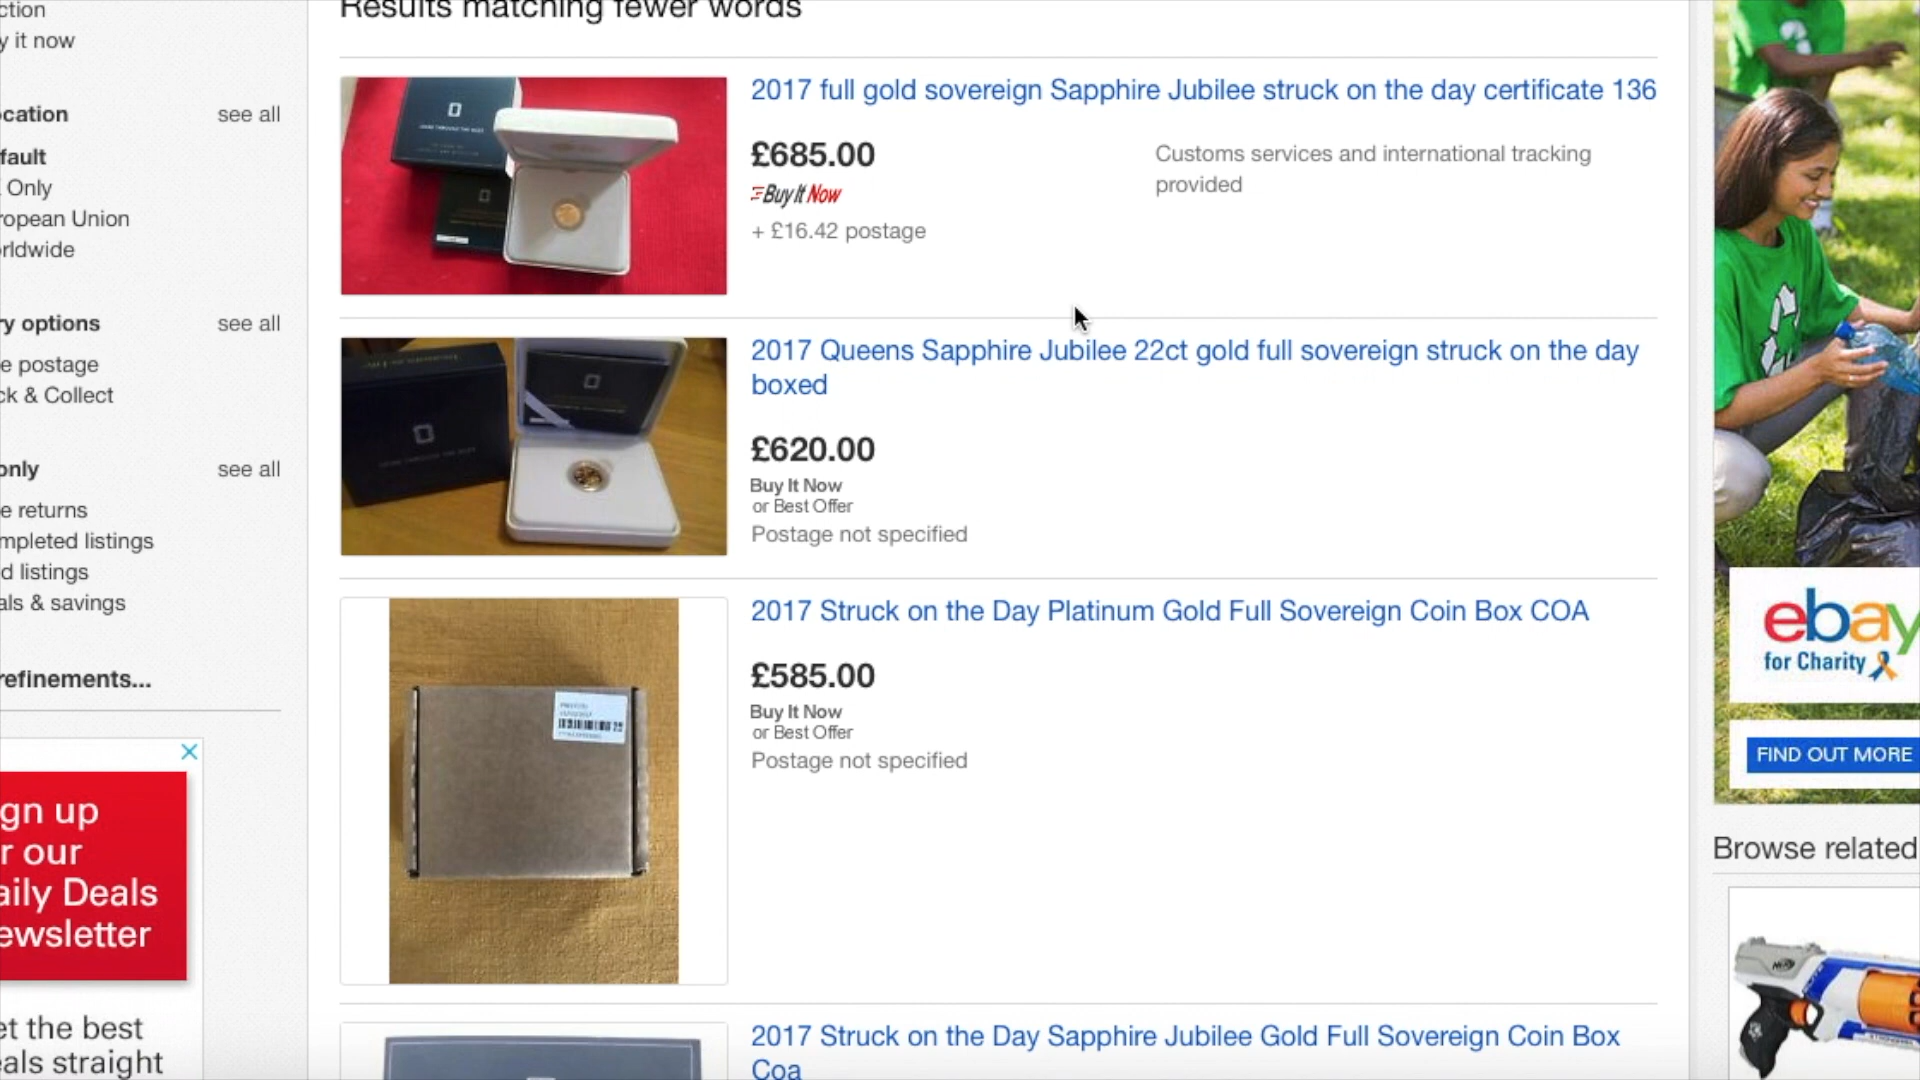 Results matching fewer words
ction
y it now
ocation see all
fault
Only
ropean Union
orldwide
ry options see all
e postage
ck & Collect
only see all
e returns
mpleted listings
d listings
als & savings
refinements...
gn up
r our
aily Deals
ewsletter
et the best
eals straight
2017 full gold sovereign Sapphire Jubilee struck on the day certificate 136
£685.00
Buy It Now
+ £16.42 postage
Customs services and international tracking
provided
2017 Queens Sapphire Jubilee 22ct gold full sovereign struck on the day
boxed
£620.00
Buy It Now
or Best Offer
Postage not specified
2017 Struck on the Day Platinum Gold Full Sovereign Coin Box COA
£585.00
Buy It Now
or Best Offer
Postage not specified
2017 Struck on the Day Sapphire Jubilee Gold Full Sovereign Coin Box
Coa
ebay
for Charity
FIND OUT MORE
Browse related
NERF